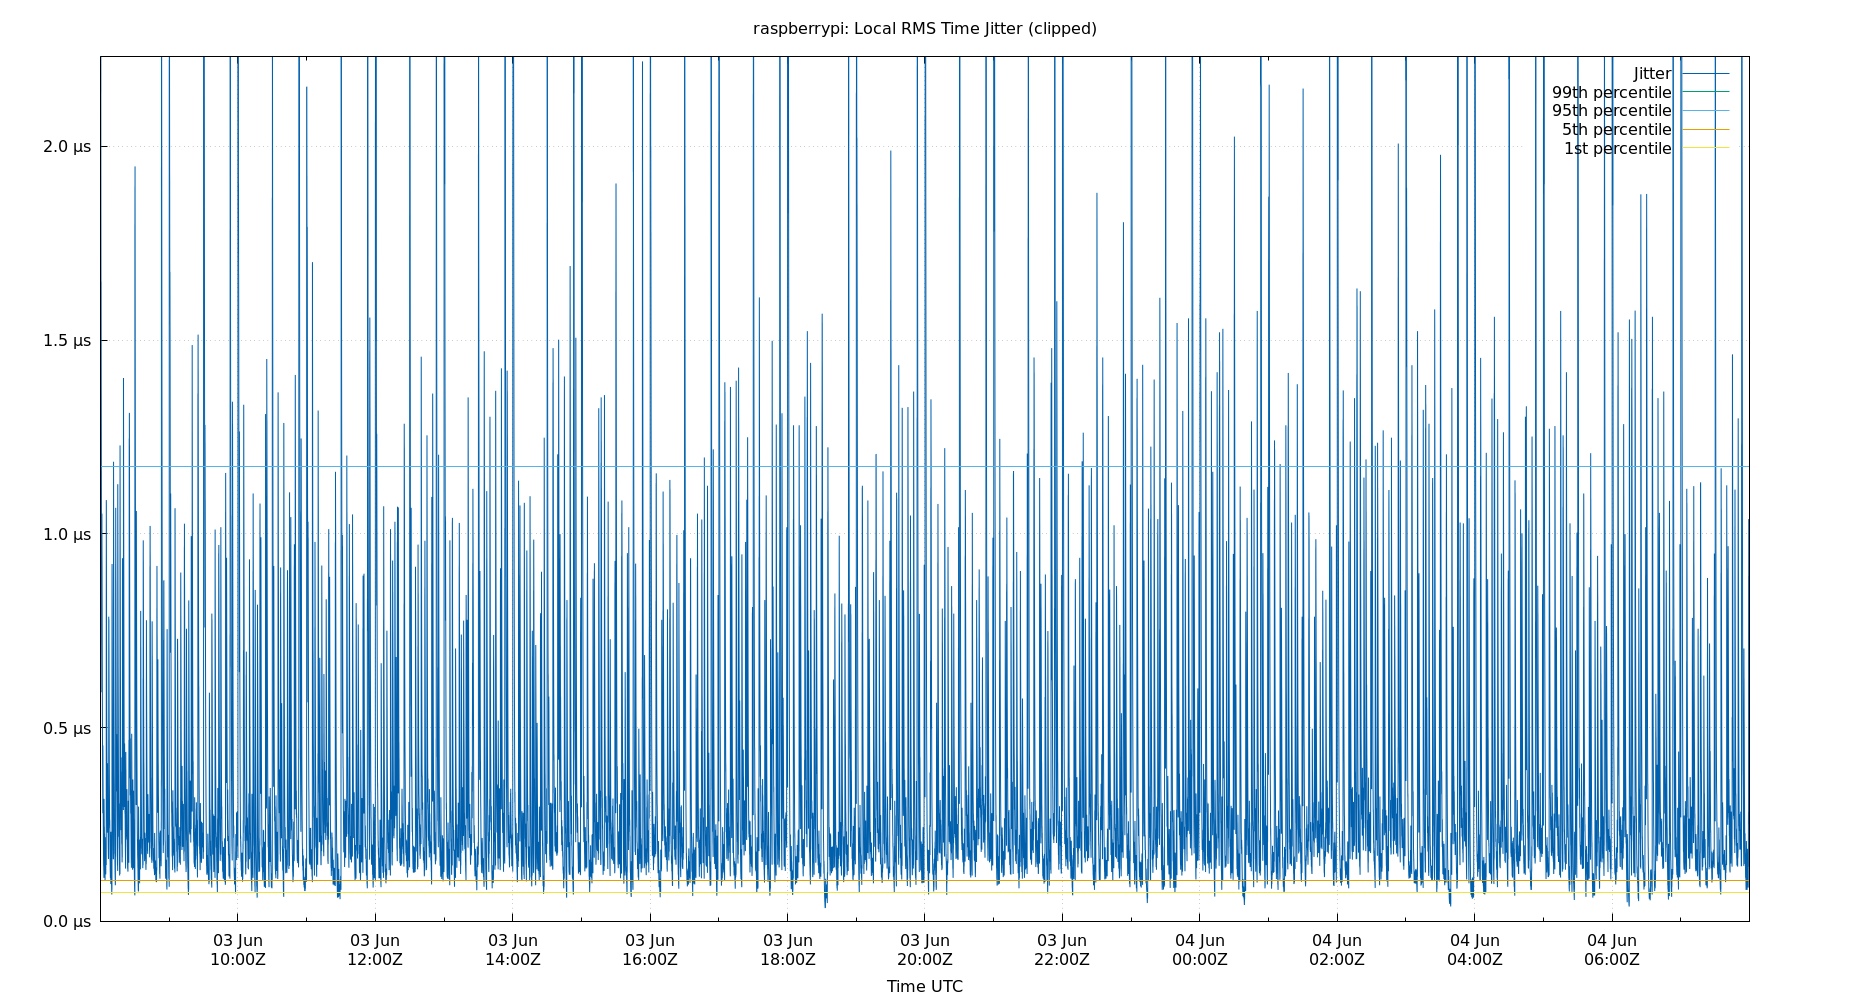 raspberrypi: Local RMS Time Jitter (clipped)
Jitter
99th percentile
95th percentile
5th percentile
1st percentile
2.0 µs
1.5 µs
1.0 µs
0.5 µs
0.0 µs
03 Jun 03 Jun 03 Jun 03 Jun 03 Jun 03 Jun 03 Jun 04 Jun 04 Jun 04 Jun 04 Jun
10:00Z 12:00Z 14:00Z 16:00Z 18:00Z 20:00Z 22:00Z 00:00Z 02:00Z 04:00Z 06:00Z
Time UTC